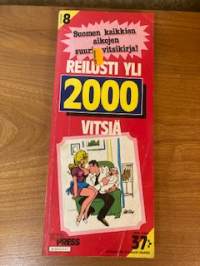 8
Suomen kaikkien
aikojen
suurin vitsikirja!
REILUSTI YLI
2000
VITSIÄ
PRESS
37:-